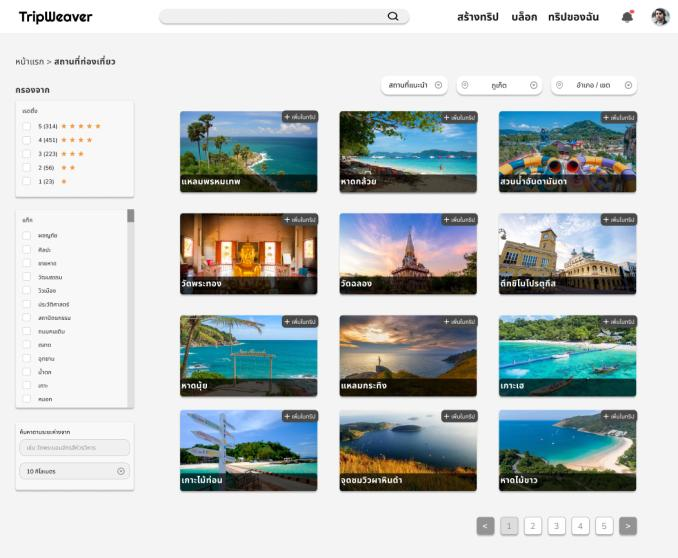 TripWeaver
สร้างทริป บล็อก ทริปของฉัน
หน้าแรก > สถานที่ท่องเที่ยว
กรองจาก
สถานที่แนะนำ
ภูเก็ต
อำเภอ / เขต
เรตติ้ง
5 (314)
4 (451)
3 (223)
2 (56)
1 (23)
แท็ก
ผจญภัย
ศิลปะ
ชายหาด
วัฒนธรรม
วิวเมือง
ประวัติศาสตร์
สถาปัตยกรรม
ถนนคนเดิน
ตลาด
อุทยาน
น้ำตก
เกาะ
ค้นหาตามระยะห่างจาก
10 กิโลเมตร
+ เพิ่มในทริป
แหลมพรหมเทพ
+ เพิ่มในทริป
หาดกล้วย
+ เพิ่มในทริป
สวนน้ำอันดามันดา
+ เพิ่มในทริป
วัดพระทอง
+ เพิ่มในทริป
วัดฉลอง
+ เพิ่มในทริป
ตึกชิโนโปรตุกีส
+ เพิ่มในทริป
หาดนุ้ย
+ เพิ่มในทริป
แหลมกระทิง
+ เพิ่มในทริป
เกาะเฮ
+ เพิ่มในทริป
เกาะไม้ท่อน
+ เพิ่มในทริป
จุดชมวิวผาหินดำ
+ เพิ่มในทริป
หาดไม้ขาว
< 1 2 3 4 5 >